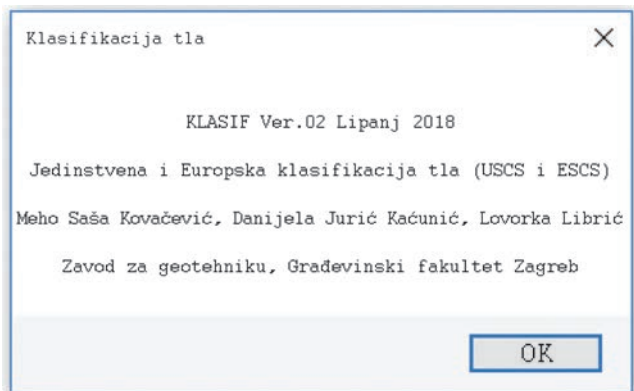 Klasifikacija tla
KLASIF Ver.02 Lipanj 2018
Jedinstvena i Europska klasifikacija tla (USCS i ESCS)
Meho Saša Kovačević, Danijela Jurić Kaćunić, Lovorka Librić
Zavod za geotehniku, Građevinski fakultet Zagreb
OK